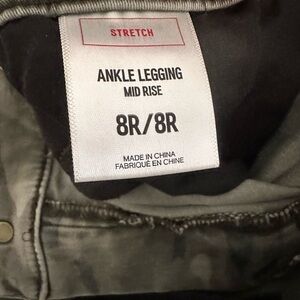 STRETCH
ANKLE LEGGING
MID RISE
8R/8R
MADE IN CHINA
FABRIQUÉ EN CHINE